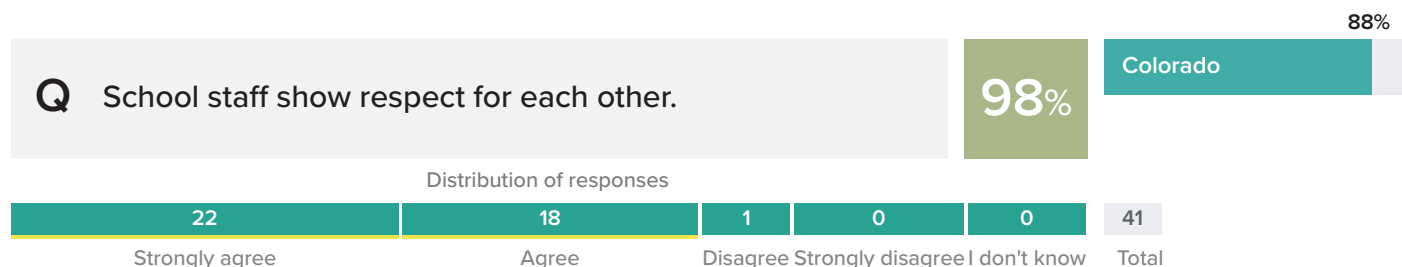 88%
Q School staff show respect for each other.
98%
Colorado
Distribution of responses
22 18 1 0 0 41
Strongly agree Agree Disagree Strongly disagree I don't know Total